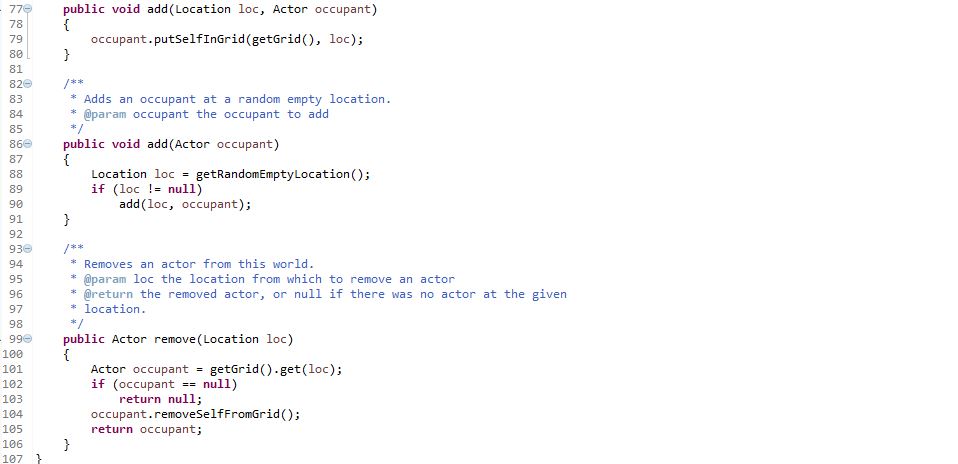 77 public void add(Location loc, Actor occupant)
78 {
79 occupant.putSelfInGrid(getGrid(), loc);
80 }
81
82 /**
83 * Adds an occupant at a random empty location.
84 * @param occupant the occupant to add
85 */
86 public void add(Actor occupant)
87 {
88 Location loc = getRandomEmptyLocation();
89 if (loc != null)
90 add(loc, occupant);
91 }
92
93 /**
94 * Removes an actor from this world.
95 * @param loc the location from which to remove an actor
96 * @return the removed actor, or null if there was no actor at the given
97 * location.
98 */
99 public Actor remove(Location loc)
100 {
101 Actor occupant = getGrid().get(loc);
102 if (occupant == null)
103 return null;
104 occupant.removeSelfFromGrid();
105 return occupant;
106 }
107 }